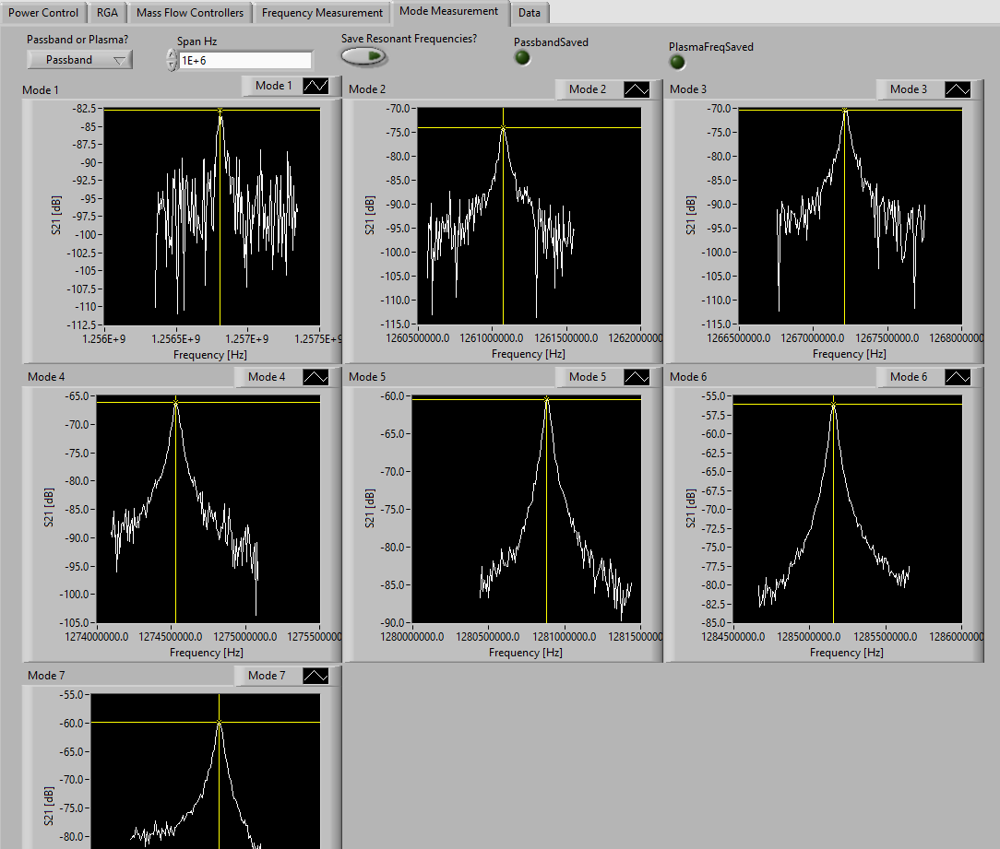 Power Control RGA Mass Flow Controllers Frequency Measurement Mode Measurement Data
Passband or Plasma? Span Hz Save Resonant Frequencies? PassbandSaved PlasmaFreqSaved
Passband 1E+6
Mode 1 Mode 1
-82.5
-85
-87.5
-90
-92.5
-95
-97.5
-100
-102.5
-105
-107.5
-110
-112.5
S21 [dB]
1.256E+9 1.2565E+9 1.257E+9 1.2575E+9
Frequency [Hz]
Mode 2 Mode 2
-70.0
-75.0
-80.0
-85.0
-90.0
-95.0
-100.0
-105.0
-110.0
-115.0
S21 [dB]
1260500000.0 1261000000.0 1261500000.0 1262000000
Frequency [Hz]
Mode 3 Mode 3
-70.0
-75.0
-80.0
-85.0
-90.0
-95.0
-100.0
-105.0
-110.0
-115.0
S21 [dB]
1266500000.0 1267000000.0 1267500000.0 1268000000
Frequency [Hz]
Mode 4 Mode 4
-65.0
-70.0
-75.0
-80.0
-85.0
-90.0
-95.0
-100.0
-105.0
S21 [dB]
1274000000.0 1274500000.0 1275000000.0 1275500000
Frequency [Hz]
Mode 5 Mode 5
-60.0
-65.0
-70.0
-75.0
-80.0
-85.0
-90.0
S21 [dB]
1280000000.0 1280500000.0 1281000000.0 1281500000
Frequency [Hz]
Mode 6 Mode 6
-55.0
-57.5
-60.0
-62.5
-65.0
-67.5
-70.0
-72.5
-75.0
-77.5
-80.0
-82.5
-85.0
S21 [dB]
1284500000.0 1285000000.0 1285500000.0 1286000000
Frequency [Hz]
Mode 7 Mode 7
-55.0
-60.0
-65.0
-70.0
-75.0
-80.0
S21 [dB]